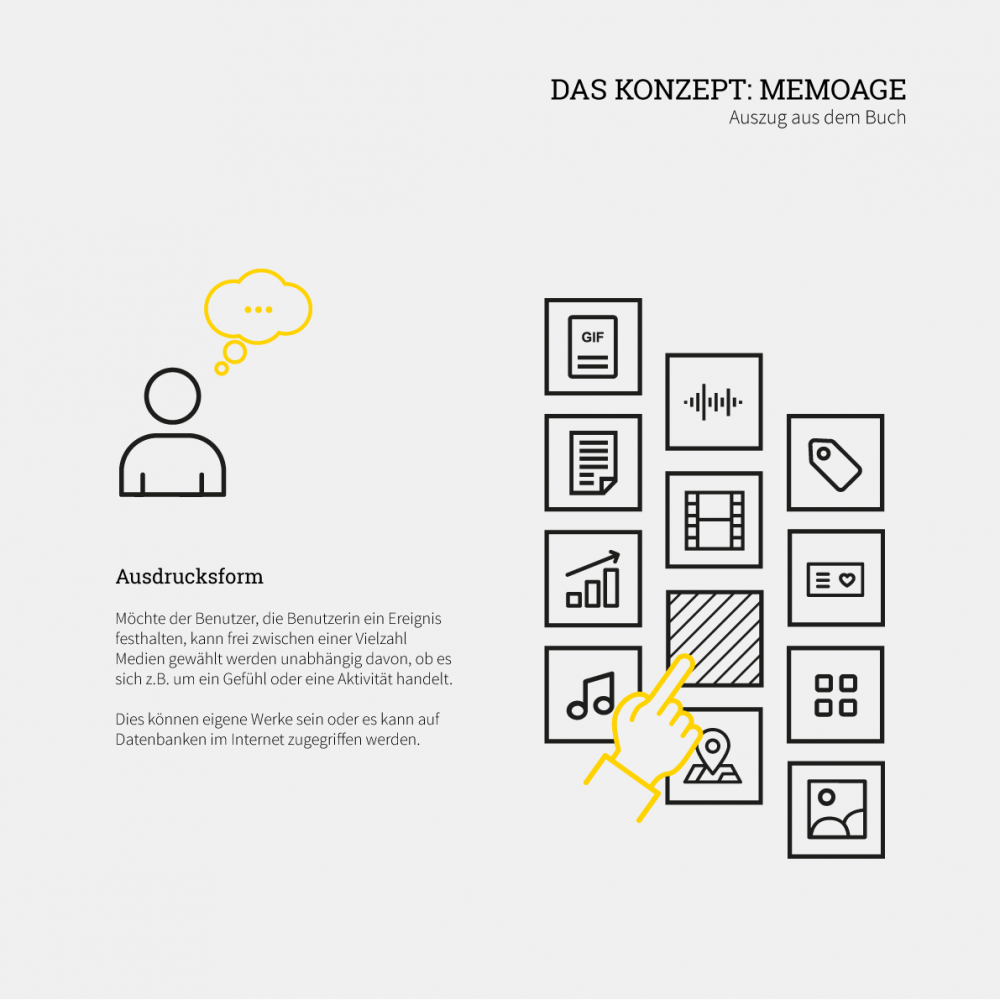 DAS KONZEPT: MEMOAGE
Auszug aus dem Buch
GIF
Ausdrucksform
Möchte der Benutzer, die Benutzerin ein Ereignis
festhalten, kann frei zwischen einer Vielzahl
Medien gewählt werden unabhängig davon, ob es
sich z.B. um ein Gefühl oder eine Aktivität handelt.
Dies können eigene Werke sein oder es kann auf
Datenbanken im Internet zugegriffen werden.